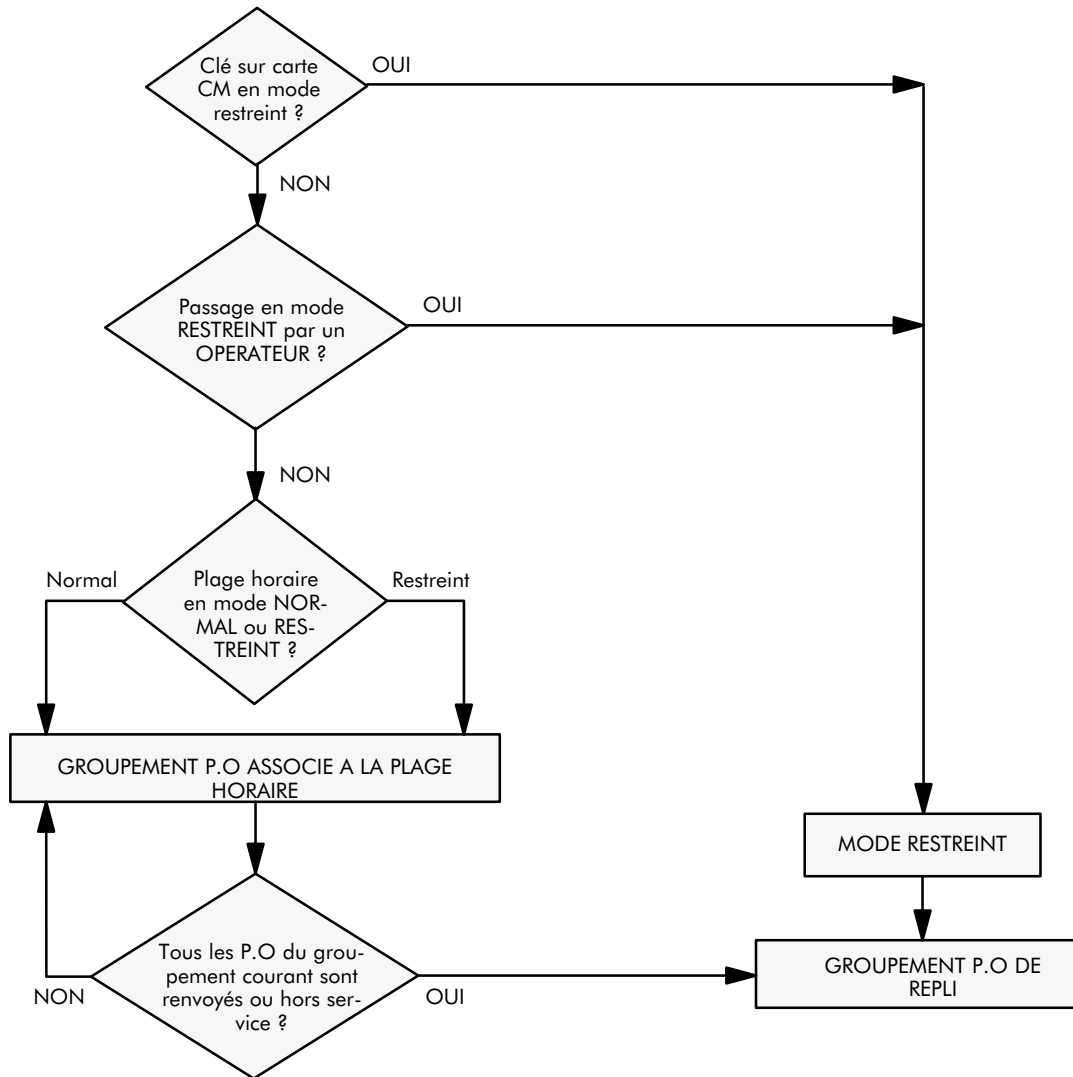 Clé sur carte
CM en mode
restreint ?
OUI
NON
Passage en mode
RESTREINT par un
OPERATEUR ?
OUI
NON
Normal
Plage horaire
en mode NOR-
MAL ou RES-
TREINT ?
Restreint
GROUPEMENT P.O ASSOCIE A LA PLAGE
HORAIRE
MODE RESTREINT
Tous les P.O du grou-
pement courant sont
renvoyés ou hors ser-
vice ?
NON
OUI
GROUPEMENT P.O DE
REPLI